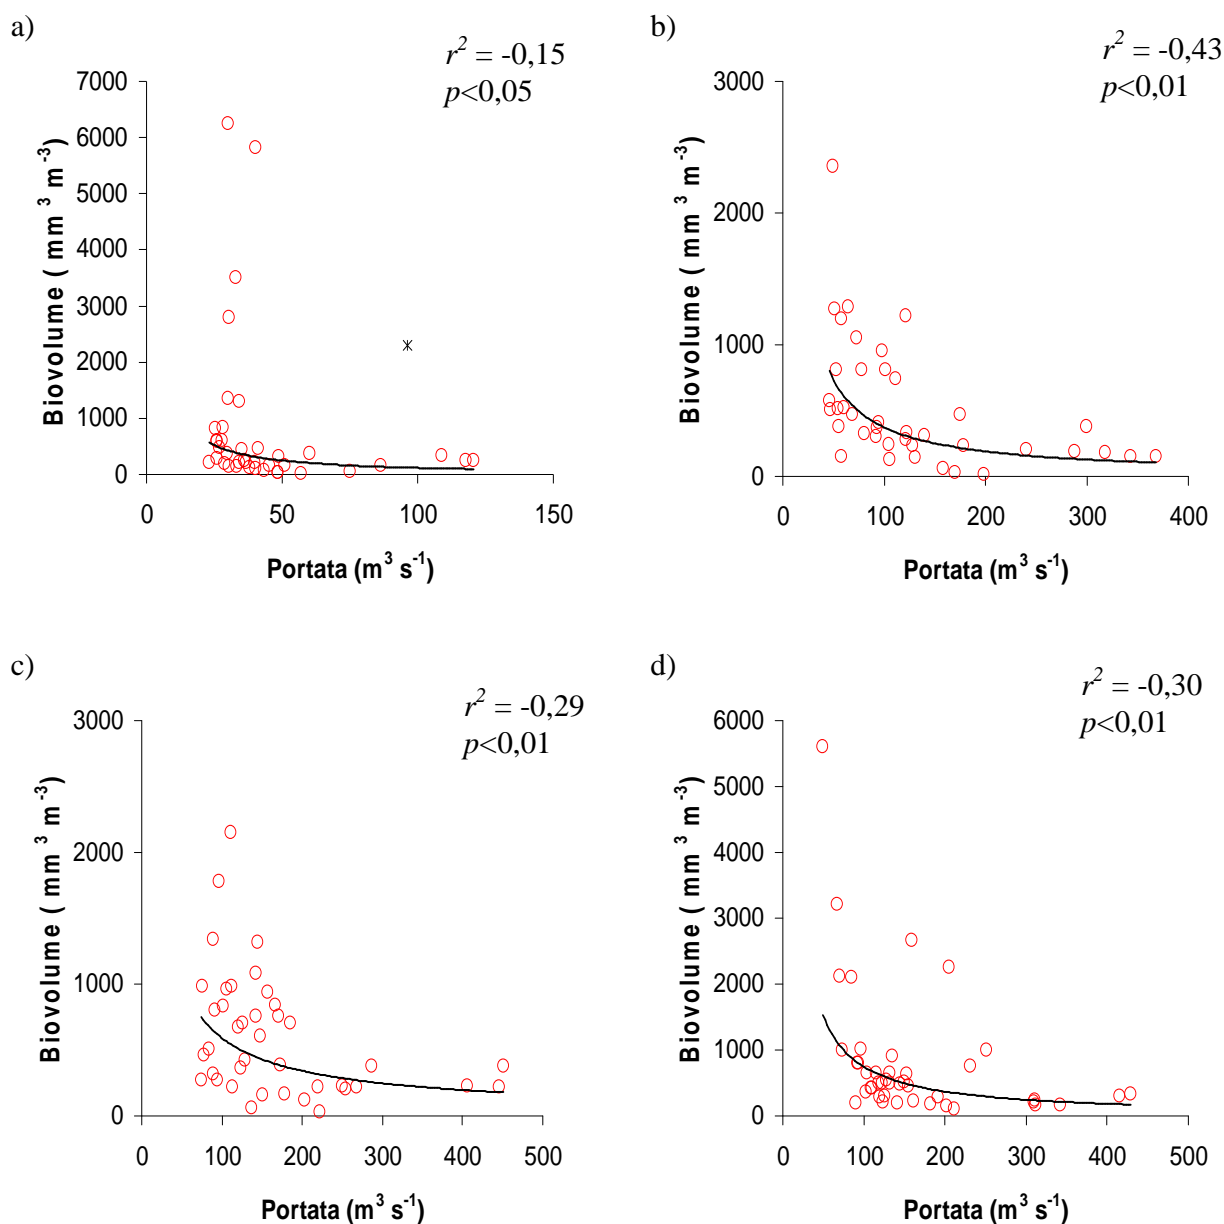 a)
r² = -0,15
p<0,05
7000
6000
5000
4000
3000
2000
1000
0
Biovolume ( mm ³ m ⁻³)
0 50 100 150
Portata (m³ s⁻¹)
b)
r² = -0,43
p<0,01
3000
2000
1000
0
Biovolume ( mm ³ m ⁻³)
0 100 200 300 400
Portata (m³ s⁻¹)
c)
r² = -0,29
p<0,01
3000
2000
1000
0
Biovolume ( mm ³ m ⁻³)
0 100 200 300 400 500
Portata (m³ s⁻¹)
d)
r² = -0,30
p<0,01
6000
5000
4000
3000
2000
1000
0
Biovolume ( mm ³ m ⁻³)
0 100 200 300 400 500
Portata (m³ s⁻¹)